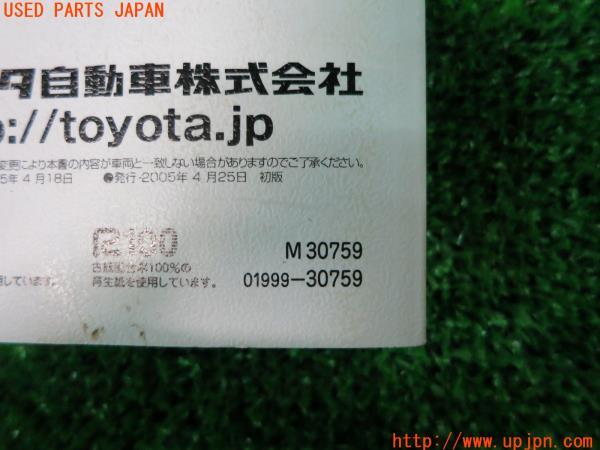 USED PARTS JAPAN
タ自動車株式会社
://toyota.jp
変更により本書の内容が車両と一致しない場合がありますのでご了承ください。
5年 4月18日 ●発行-2005年 4月25日 初版
R100
M 30759
古紙配合率100%の
再生紙を使用しています。
用しています。
01999-30759
http://www.upjpn.com/